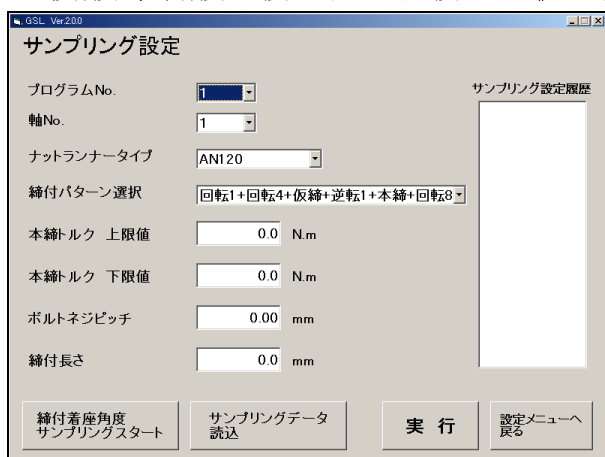 GSL Ver.2.0.0
サンプリング設定
プログラムNo.
1
サンプリング設定履歴
軸No.
1
ナットランナータイプ
AN120
締付パターン選択
回転1+回転4+仮締+逆転1+本締+回転8
本締トルク 上限値
0.0 N.m
本締トルク 下限値
0.0 N.m
ボルトネジピッチ
0.00 mm
締付長さ
0.0 mm
締付着座角度
サンプリングスタート
サンプリングデータ
読込
実 行
設定メニューへ
戻る